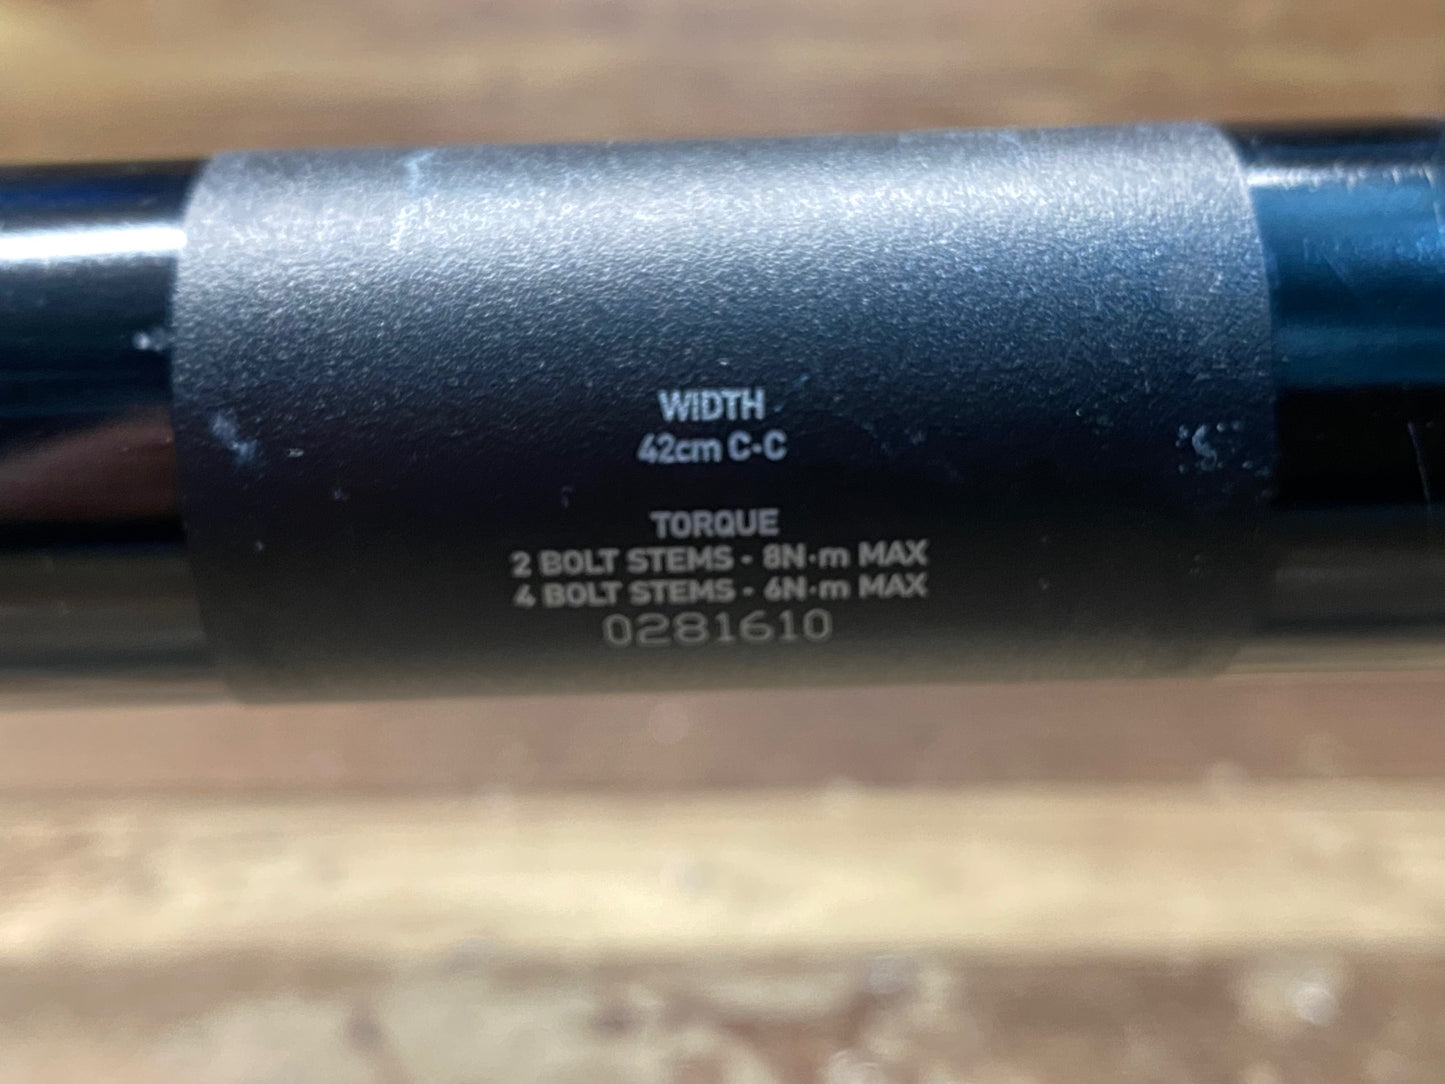 WIDTH
42cm C-C
TORQUE
2 BOLT STEMS - 8N·m MAX
4 BOLT STEMS - 6N·m MAX
0281610